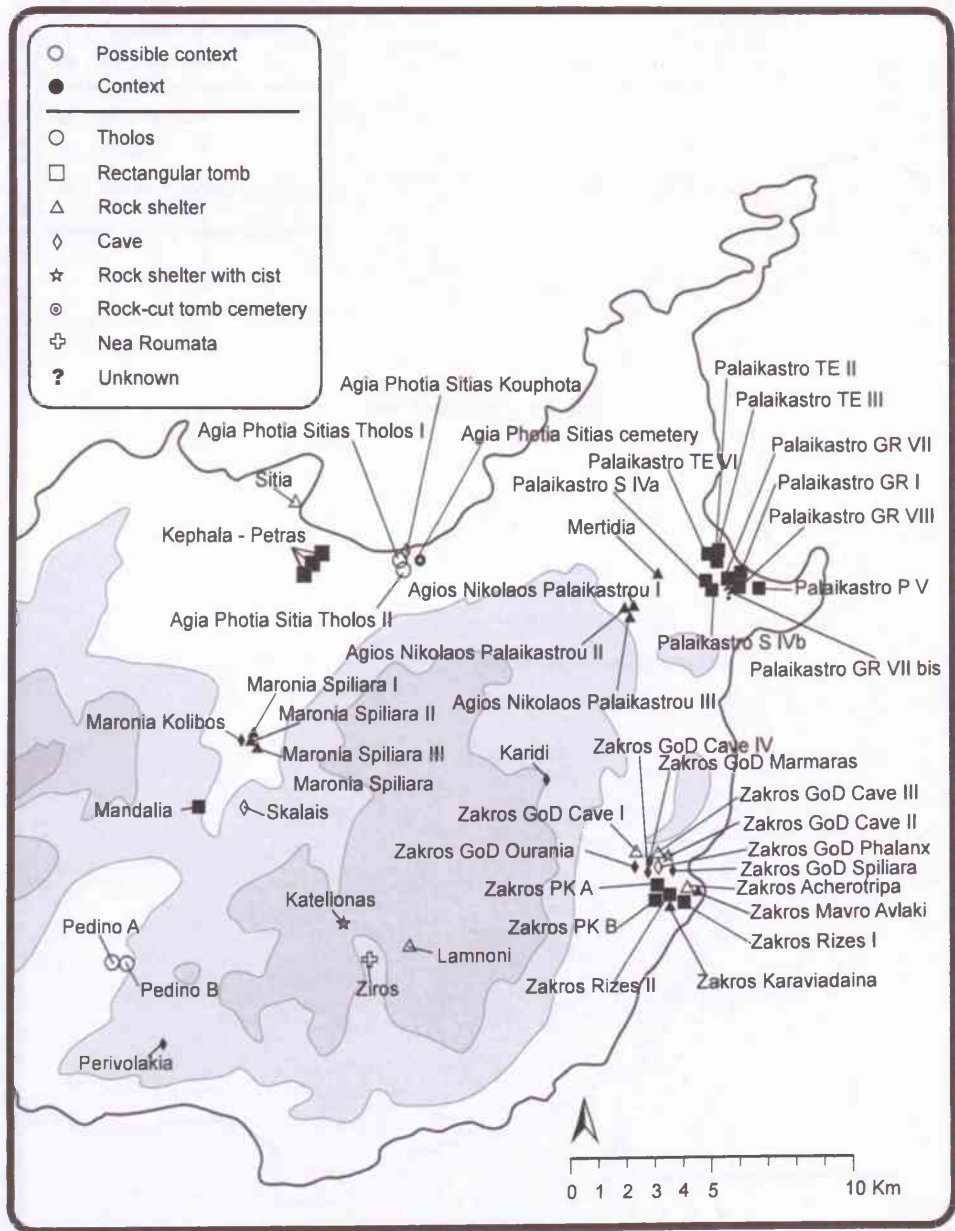 Possible context
Context
Tholos
Rectangular tomb
Rock shelter
Cave
Rock shelter with cist
Rock-cut tomb cemetery
Nea Roumata
? Unknown
Palaikastro TE II
Palaikastro TE III
Agia Photia Sitias Kouphota
Agia Photia Sitias Tholos I
Agia Photia Sitias cemetery
Palaikastro GR VII
Palaikastro TE VI
Sitia
Palaikastro S IVa
Palaikastro GR I
Palaikastro GR VIII
Kephala - Petras
Mertidia
Agios Nikolaos Palaikastrou I
Palaikastro P V
?
Agia Photia Sitia Tholos II
Palaikastro S IVb
Agios Nikolaos Palaikastrou II
Palaikastro GR VII bis
Maronia Spiliara I
Agios Nikolaos Palaikastrou III
Maronia Kolibos
Maronia Spiliara II
Maronia Spiliara III
Karidi
Zakros GoD Cave IV
Zakros GoD Marmaras
Maronia Spiliara
Mandalia
Skalais
Zakros GoD Cave III
Zakros GoD Cave I
Zakros GoD Cave II
Zakros GoD Ourania
Zakros GoD Phalanx
Zakros GoD Spiliara
Zakros PK A
Zakros Acherotripa
Katellonas
Zakros Mavro Avlaki
Zakros PK B
Pedino A
Lamnoni
Zakros Rizes I
Pedino B
Ziros
Zakros Rizes II
Zakros Karaviadaina
Perivolakia
0 1 2 3 4 5 10 Km